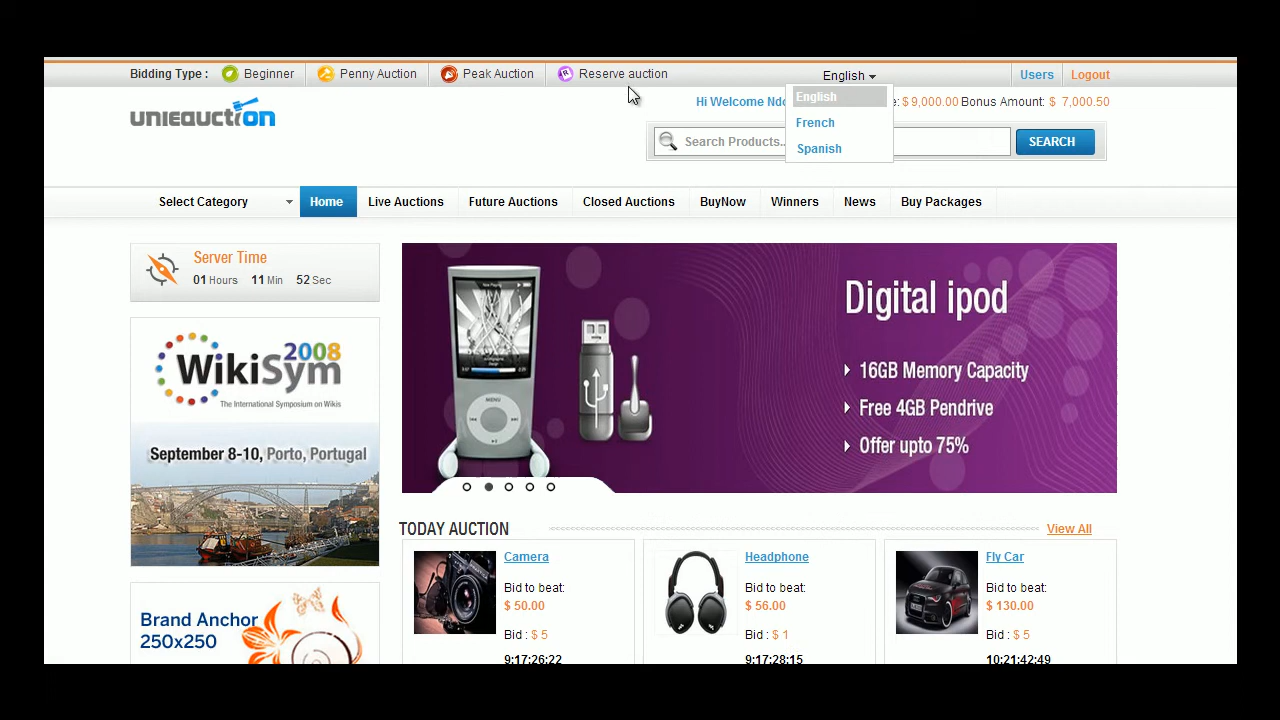 Bidding Type : Beginner Penny Auction Peak Auction Reserve auction English Users Logout
unieauction
Hi Welcome Ndo
English
e: $ 9,000.00 Bonus Amount: $ 7,000.50
French
Spanish
Search Products..
SEARCH
Select Category Home Live Auctions Future Auctions Closed Auctions BuyNow Winners News Buy Packages
Server Time
01 Hours 11 Min 52 Sec
WikiSym 2008
The International Symposium on Wikis
September 8-10, Porto, Portugal
Brand Anchor
250x250
Digital ipod
16GB Memory Capacity
Free 4GB Pendrive
Offer upto 75%
Now Playing
MENU
TODAY AUCTION
View All
Camera
Bid to beat:
$ 50.00
Bid : $ 5
9:17:26:22
Headphone
Bid to beat:
$ 56.00
Bid : $ 1
9:17:28:15
Fly Car
Bid to beat:
$ 130.00
Bid : $ 5
10:21:42:49